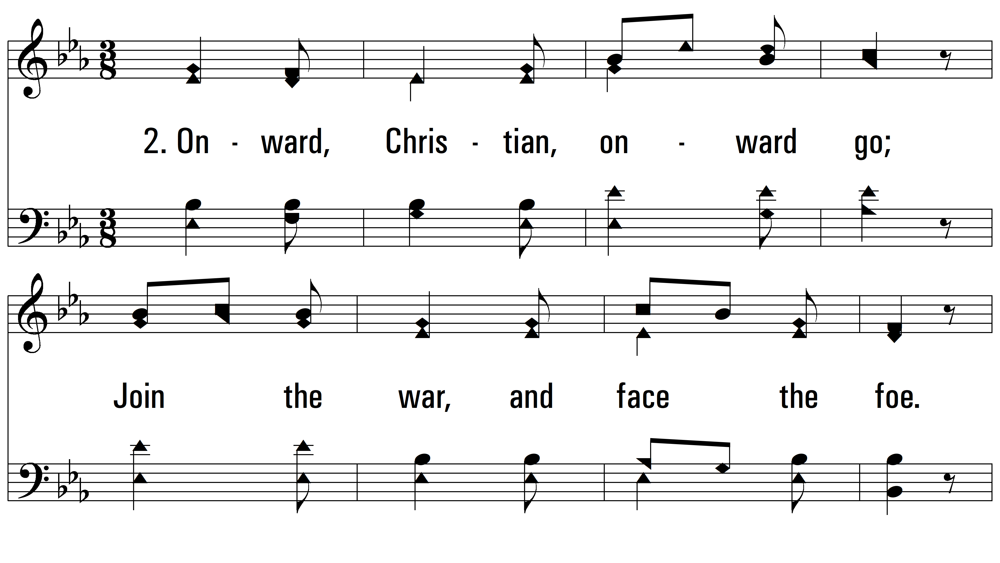 2. On - ward, Chris - tian, on - ward go;
Join the war, and face the foe.